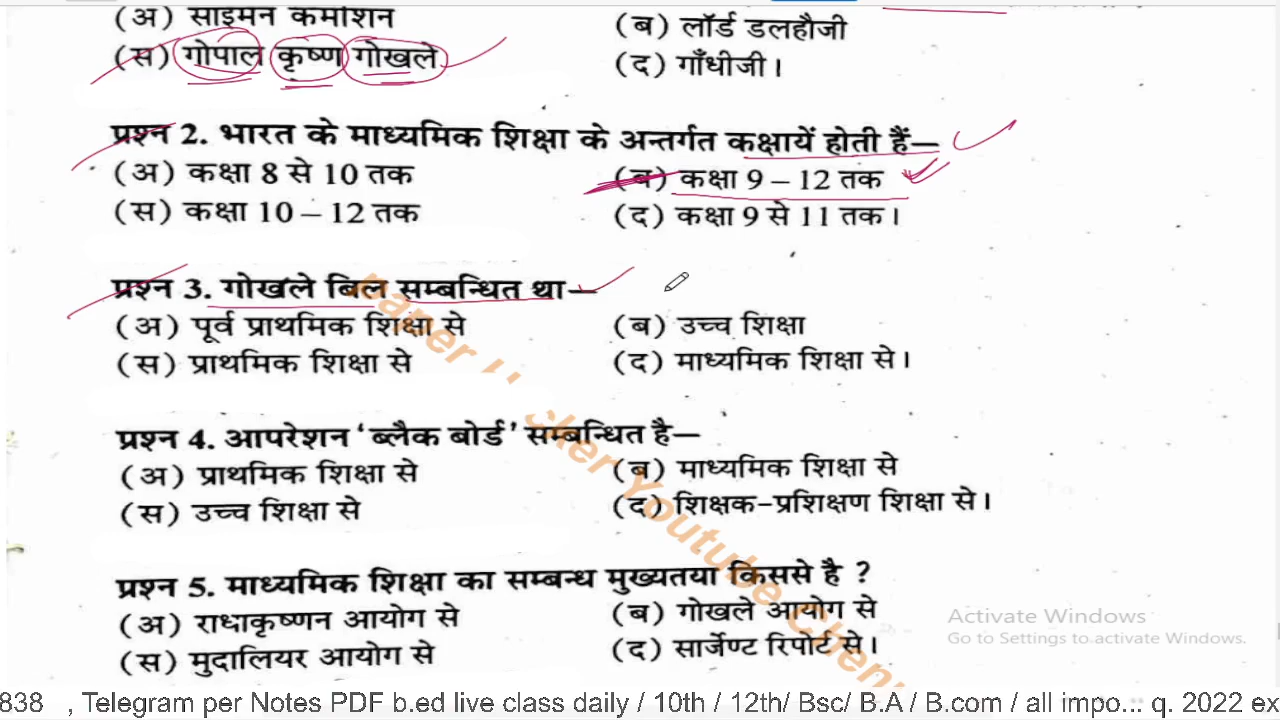 (अ) साइमन कमीशन (ब) लॉर्ड डलहौजी
(स) गोपाल कृष्ण गोखले (द) गाँधीजी।
प्रश्न 2. भारत के माध्यमिक शिक्षा के अन्तर्गत कक्षायें होती हैं—
(अ) कक्षा 8 से 10 तक (ब) कक्षा 9 – 12 तक
(स) कक्षा 10 – 12 तक (द) कक्षा 9 से 11 तक।
प्रश्न 3. गोखले बिल सम्बन्धित था—
(अ) पूर्व प्राथमिक शिक्षा से (ब) उच्च शिक्षा
(स) प्राथमिक शिक्षा से (द) माध्यमिक शिक्षा से।
प्रश्न 4. आपरेशन ‘ब्लैक बोर्ड’ सम्बन्धित है—
(अ) प्राथमिक शिक्षा से (ब) माध्यमिक शिक्षा से
(स) उच्च शिक्षा से (द) शिक्षक-प्रशिक्षण शिक्षा से।
प्रश्न 5. माध्यमिक शिक्षा का सम्बन्ध मुख्यतया किससे है ?
(अ) राधाकृष्णन आयोग से (ब) गोखले आयोग से
(स) मुदालियर आयोग से (द) सार्जेण्ट रिपोर्ट से।
Youtube
Activate Windows
Go to Settings to activate Windows.
838 , Telegram per Notes PDF b.ed live class daily / 10th / 12th/ Bsc/ B.A / B.com / all impo... q. 2022 ex